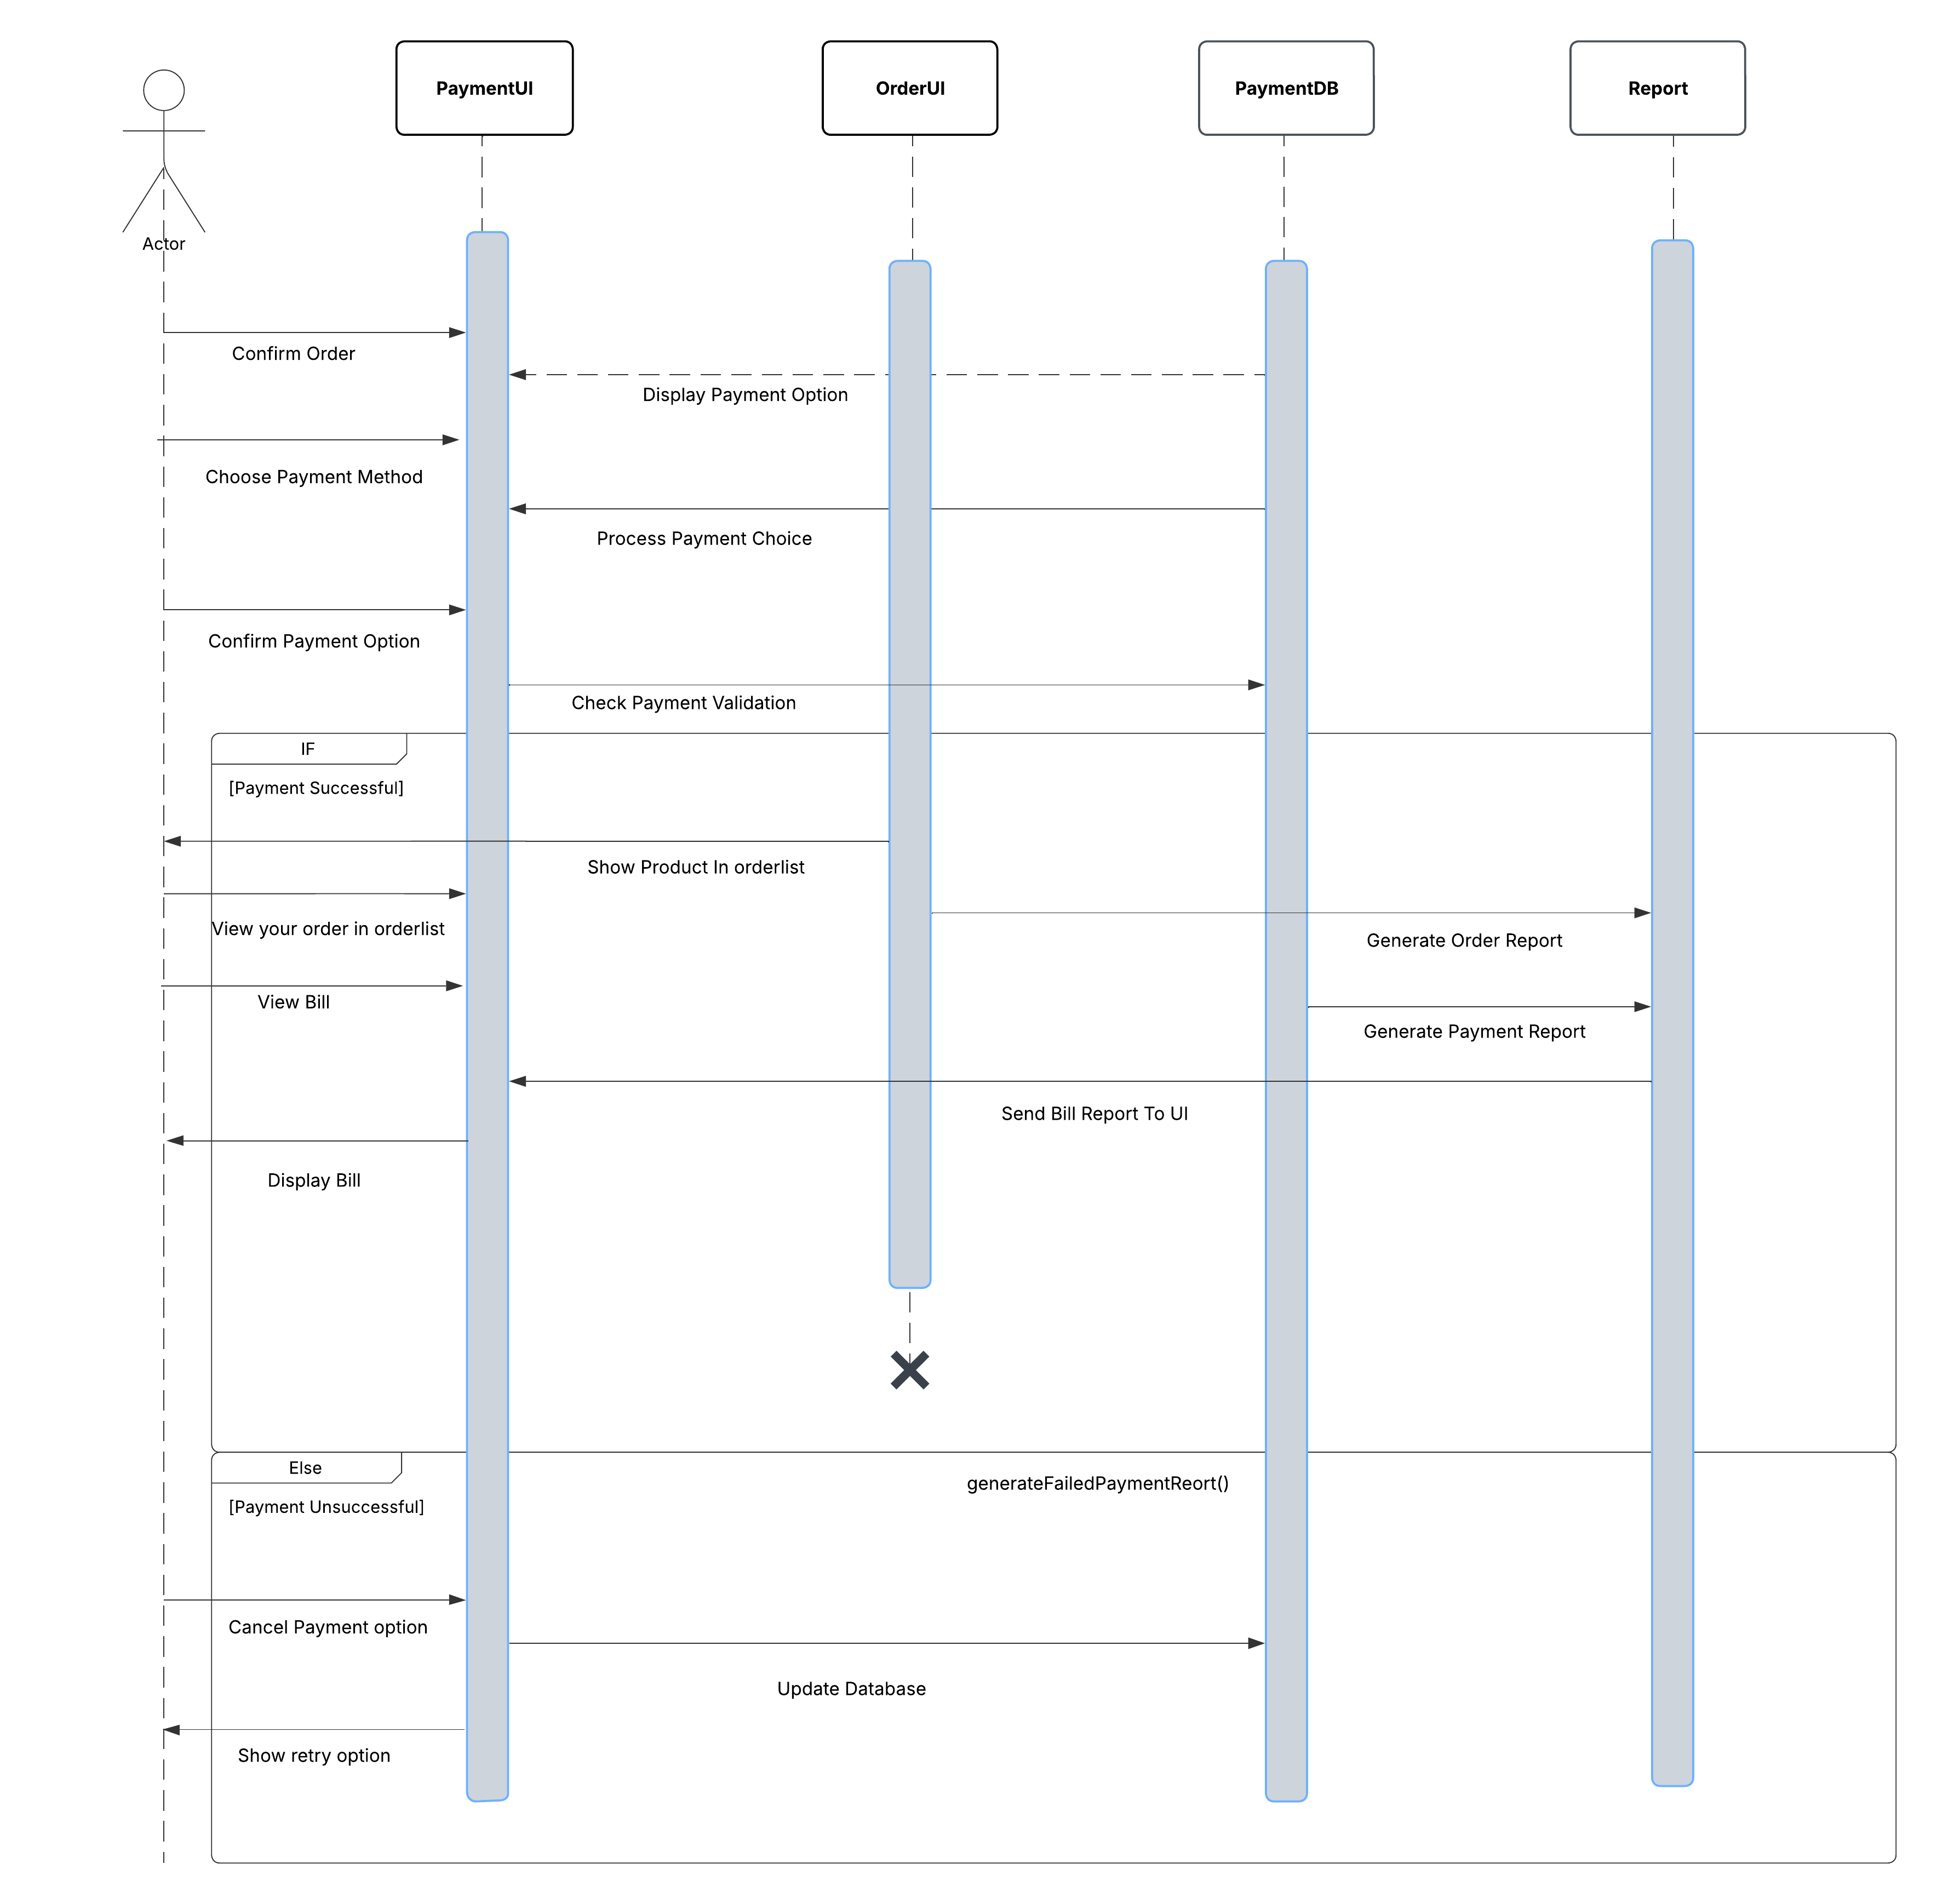 PaymentUI
OrderUI
PaymentDB
Report
Actor
Confirm Order
Display Payment Option
Choose Payment Method
Process Payment Choice
Confirm Payment Option
Check Payment Validation
IF
[Payment Successful]
Show Product In orderlist
View your order in orderlist
Generate Order Report
View Bill
Generate Payment Report
Send Bill Report To UI
Display Bill
Else
generateFailedPaymentReort()
[Payment Unsuccessful]
Cancel Payment option
Update Database
Show retry option